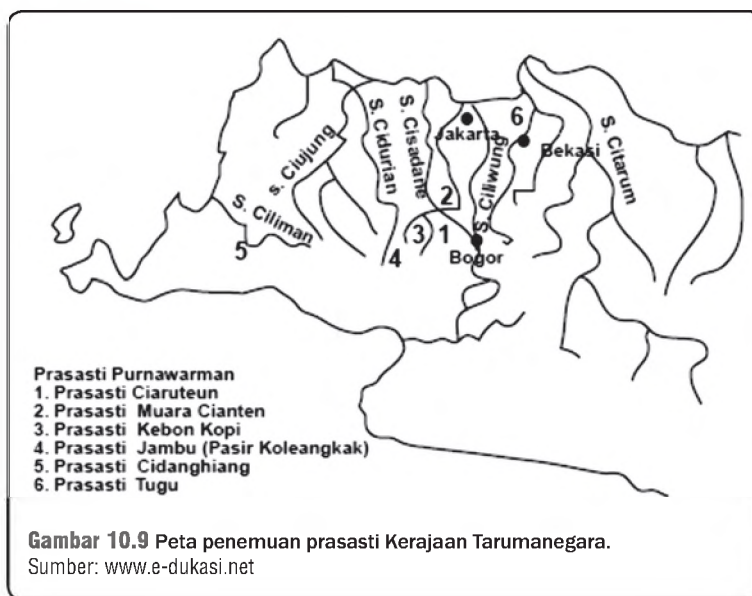 S. Ciujung
S. Cidurian
S. Cisadane
Jakarta
S. Ciliwung
6
Bekasi
S. Citarum
S. Ciliman
5
2
3
1
4
Bogor
Prasasti Purnawarman
1. Prasasti Ciaruteun
2. Prasasti Muara Cianten
3. Prasasti Kebon Kopi
4. Prasasti Jambu (Pasir Koleangkak)
5. Prasasti Cidanghiang
6. Prasasti Tugu
Gambar 10.9 Peta penemuan prasasti Kerajaan Tarumanegara.
Sumber: www.e-dukasi.net